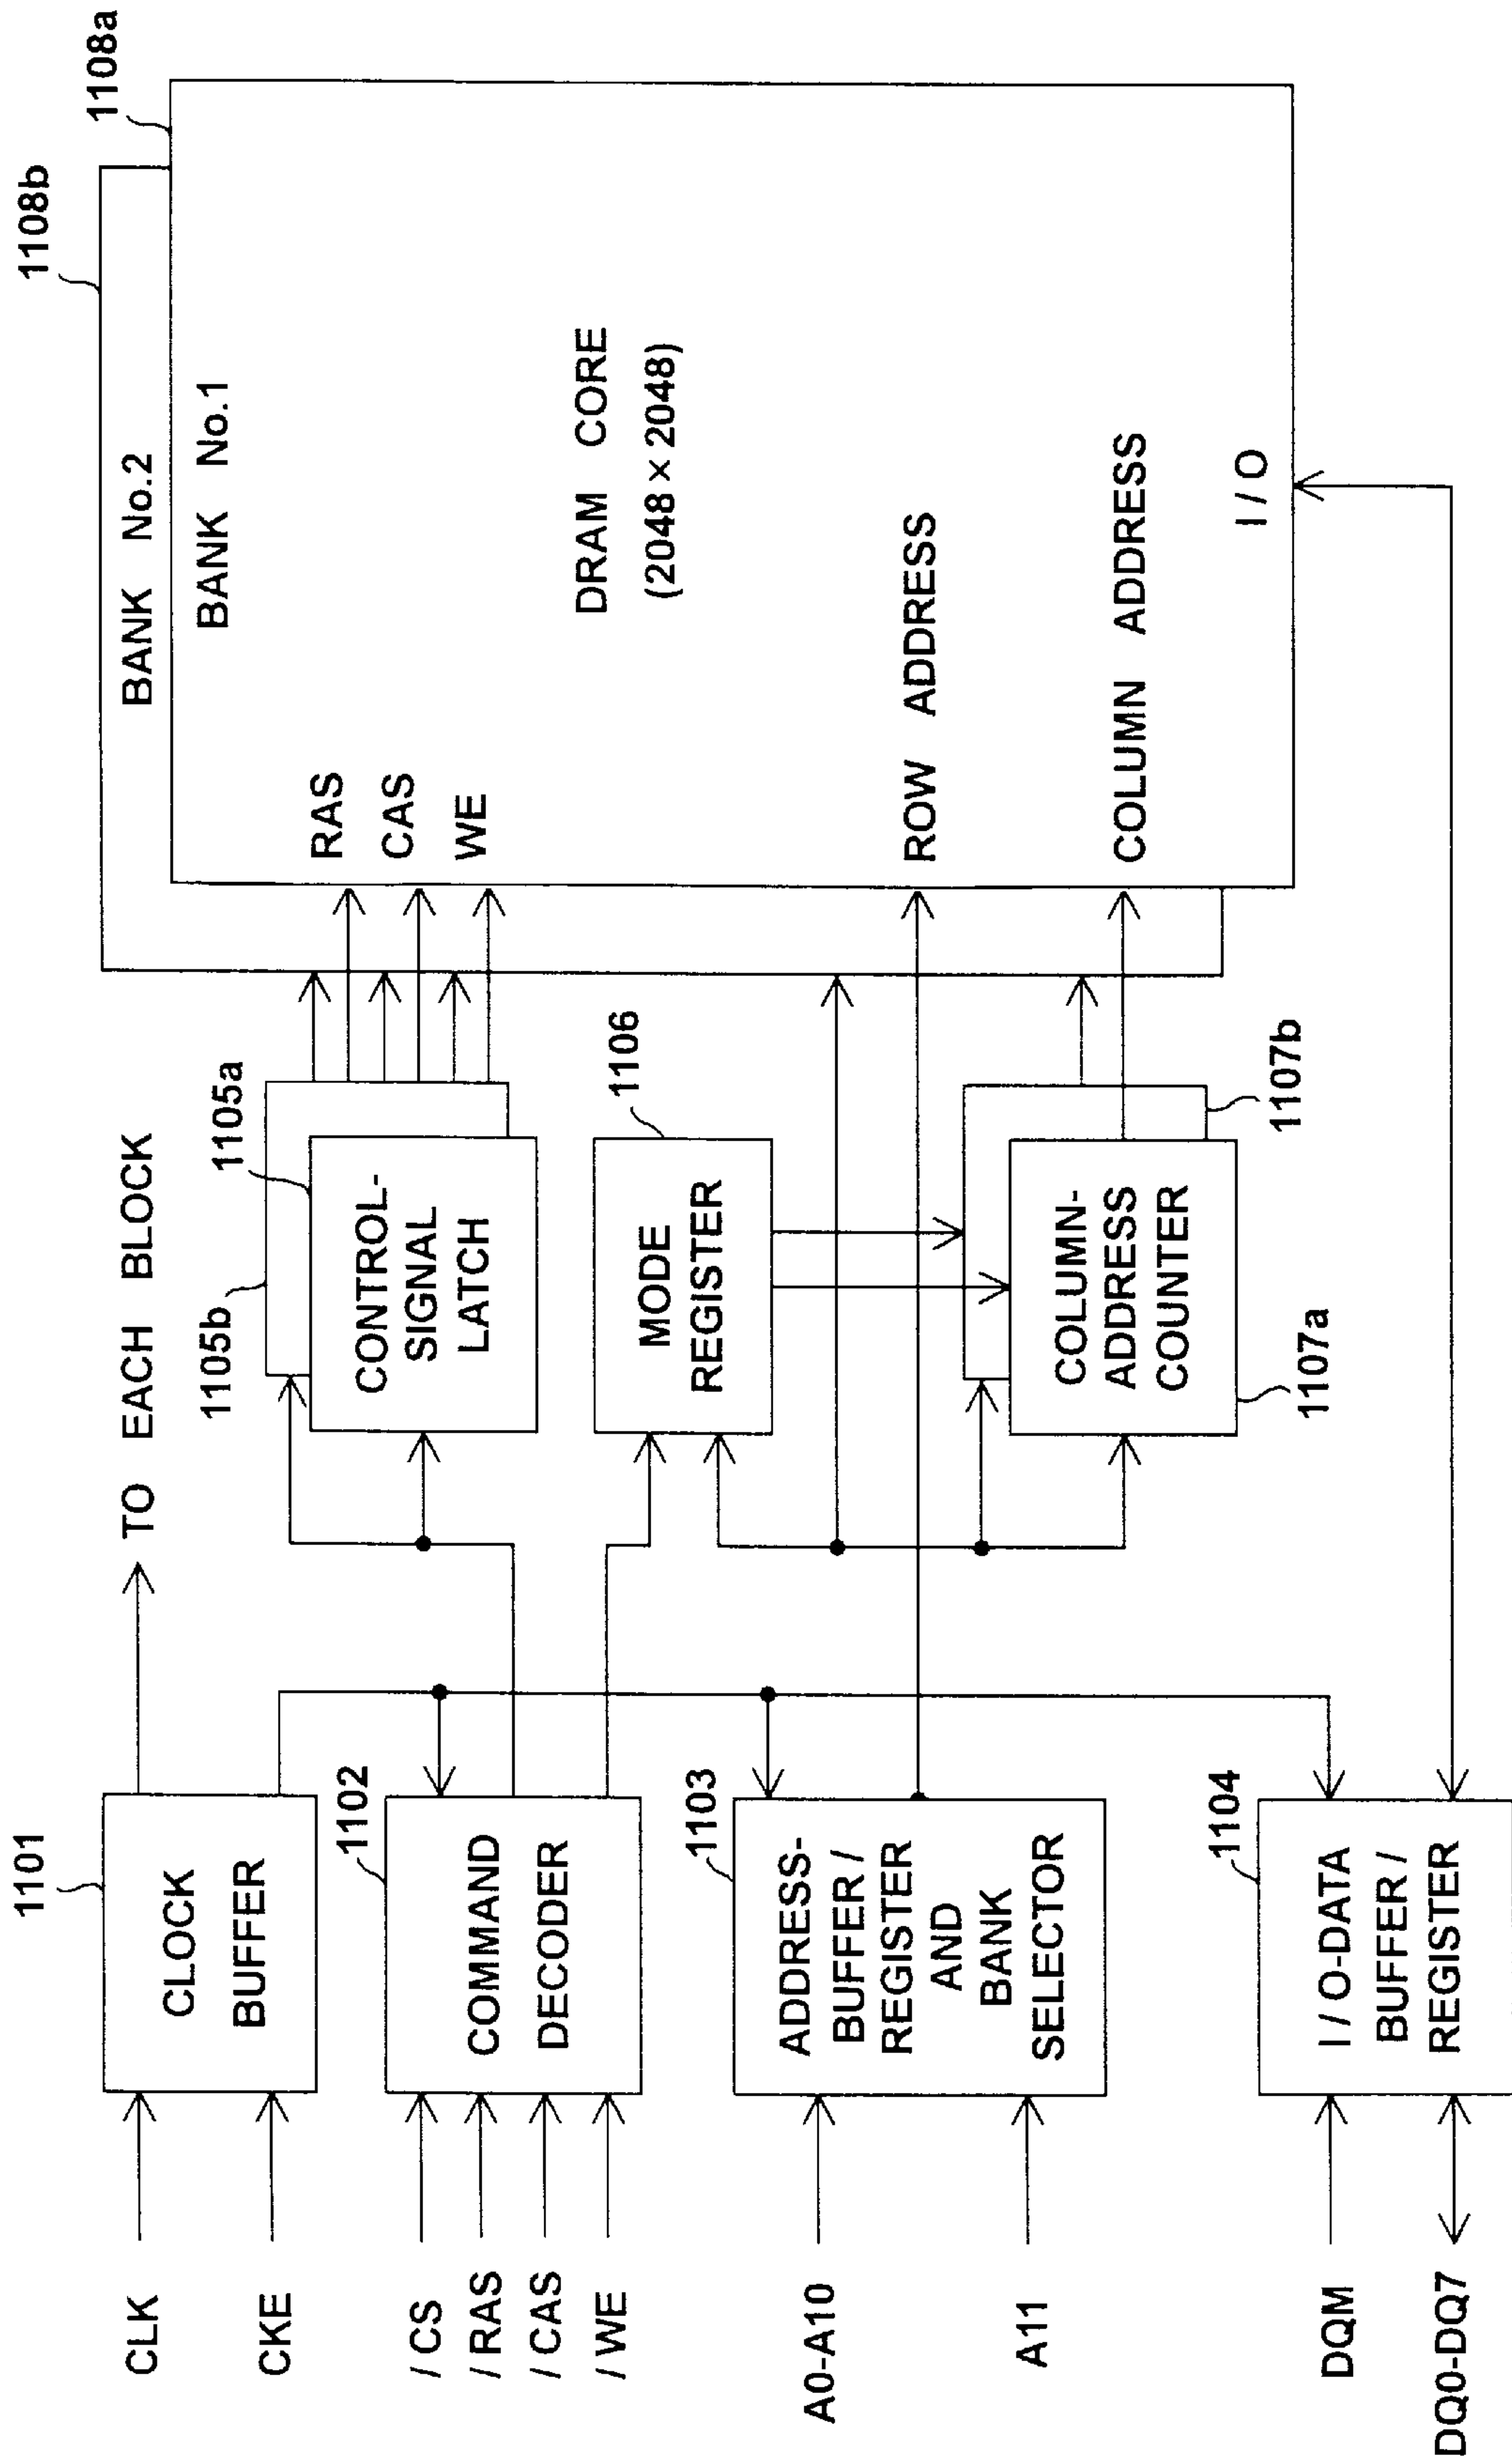 1101
CLOCK
BUFFER
CLK
CKE
TO EACH BLOCK
1102
COMMAND
DECODER
/ CS
/ RAS
/ CAS
/ WE
1103
ADDRESS-
BUFFER /
REGISTER
AND
BANK
SELECTOR
A0-A10
A11
1104
I / O-DATA
BUFFER /
REGISTER
DQM
DQ0-DQ7
1105b
1105a
CONTROL-
SIGNAL
LATCH
1106
MODE
REGISTER
1107b
COLUMN-
ADDRESS
COUNTER
1107a
1108b
1108a
BANK No.2
BANK No.1
RAS
CAS
WE
DRAM CORE
(2048 × 2048)
ROW ADDRESS
COLUMN ADDRESS
I / O